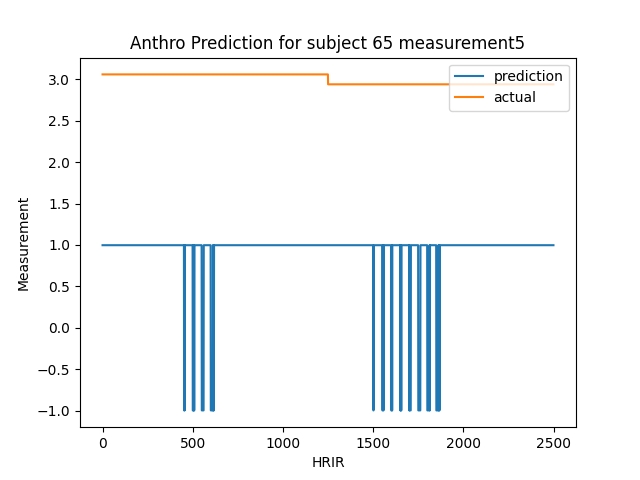 Anthro Prediction for subject 65 measurement5
prediction
actual
Measurement
3.0
2.5
2.0
1.5
1.0
0.5
0.0
−0.5
−1.0
0 500 1000 1500 2000 2500
HRIR